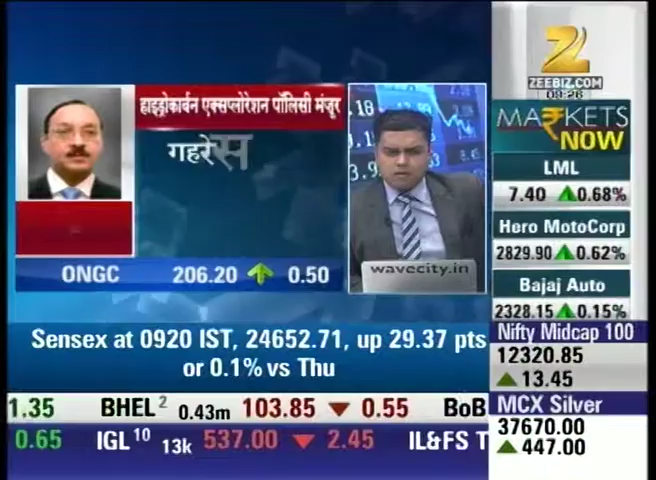 ZEEBIZ.COM
09:26
MARKETS
NOW
हाइड्रोकार्बन एक्सप्लोरेशन पॉलिसी मंजूर
गहरे स
wavecity.in
ONGC 206.20 0.50
LML
7.40 0.68%
Hero MotoCorp
2829.90 0.62%
Bajaj Auto
2328.15 0.15%
Sensex at 0920 IST, 24652.71, up 29.37 pts
or 0.1% vs Thu
Nifty Midcap 100
12320.85
13.45
MCX Silver
37670.00
447.00
1.35 BHEL 2 0.43m 103.85 0.55 BoB
0.65 IGL 10 13k 537.00 2.45 IL&FS T